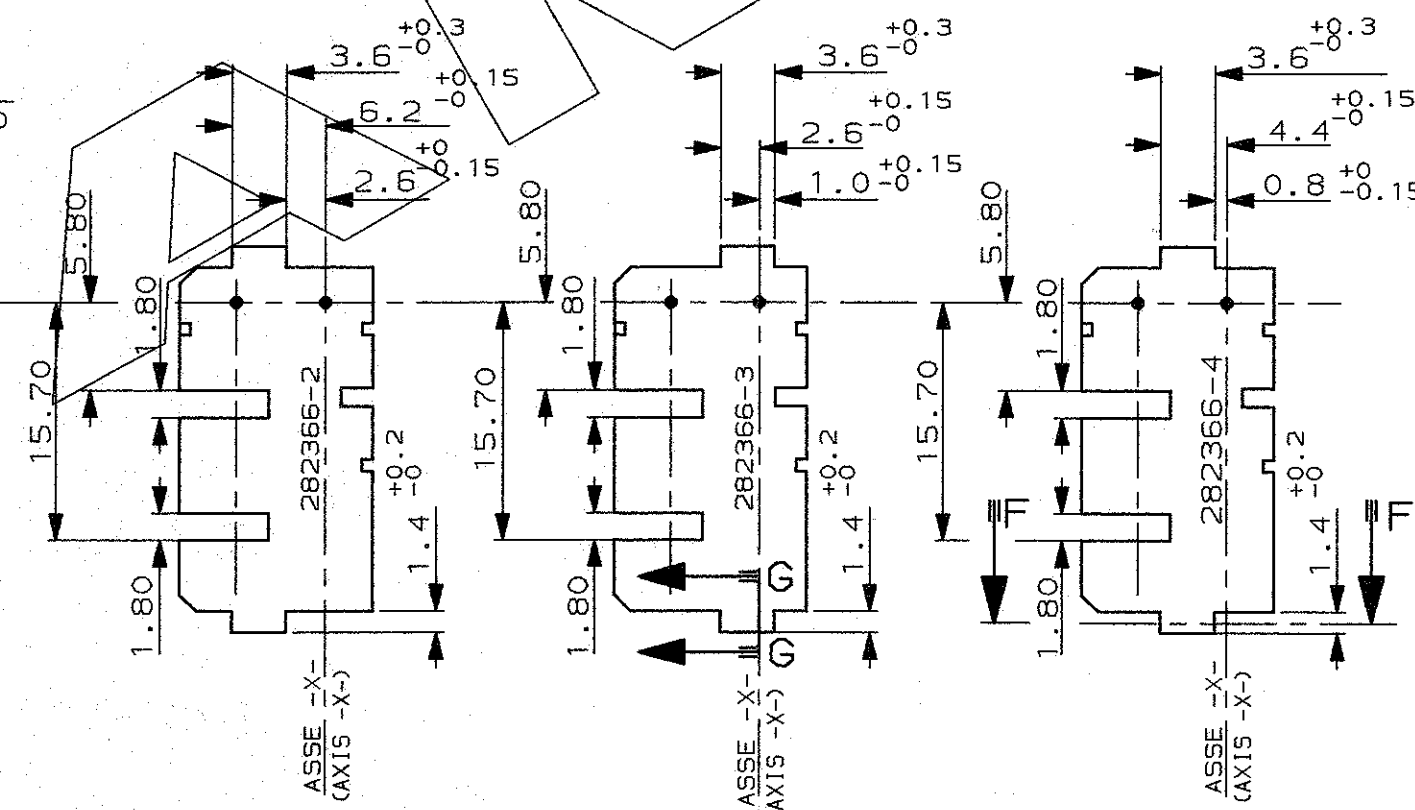 3.6 +0.3 -0
6.2 +0.15 -0
2.6 +0 -0.15
5.80
1.80
15.70
282366-2
+0.2 -0
1.4
1.80
ASSE -X-
(AXIS -X-)
3.6 +0.3 -0
2.6 +0.15 -0
1.0 +0.15 -0
5.80
1.80
15.70
282366-3
+0.2 -0
1.4
1.80
G
G
ASSE -X-
AXIS -X-)
3.6 +0.3 -0
4.4 +0.15 -0
0.8 +0 -0.15
5.80
1.80
15.70
282366-4
+0.2 -0
1.4
1.80
F
F
ASSE -X-
(AXIS -X-)